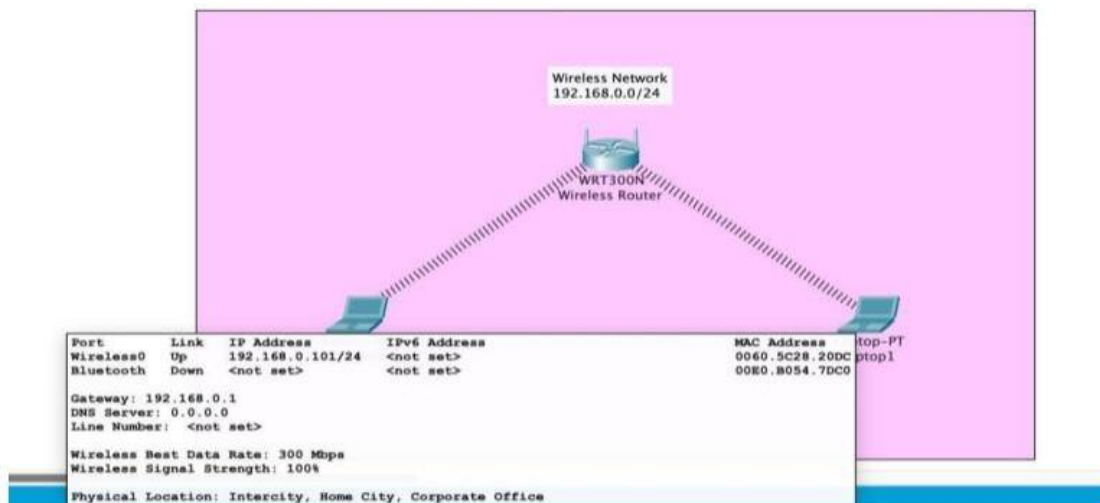 Wireless Network
192.168.0.0/24
WRT300N
Wireless Router
top-PT
ptop1
Port Link IP Address IPv6 Address MAC Address
Wireless0 Up 192.168.0.101/24 <not set> 0060.5C28.20DC
Bluetooth Down <not set> <not set> 00E0.B054.7DC0
Gateway: 192.168.0.1
DNS Server: 0.0.0.0
Line Number: <not set>
Wireless Best Data Rate: 300 Mbps
Wireless Signal Strength: 100%
Physical Location: Intercity, Home City, Corporate Office